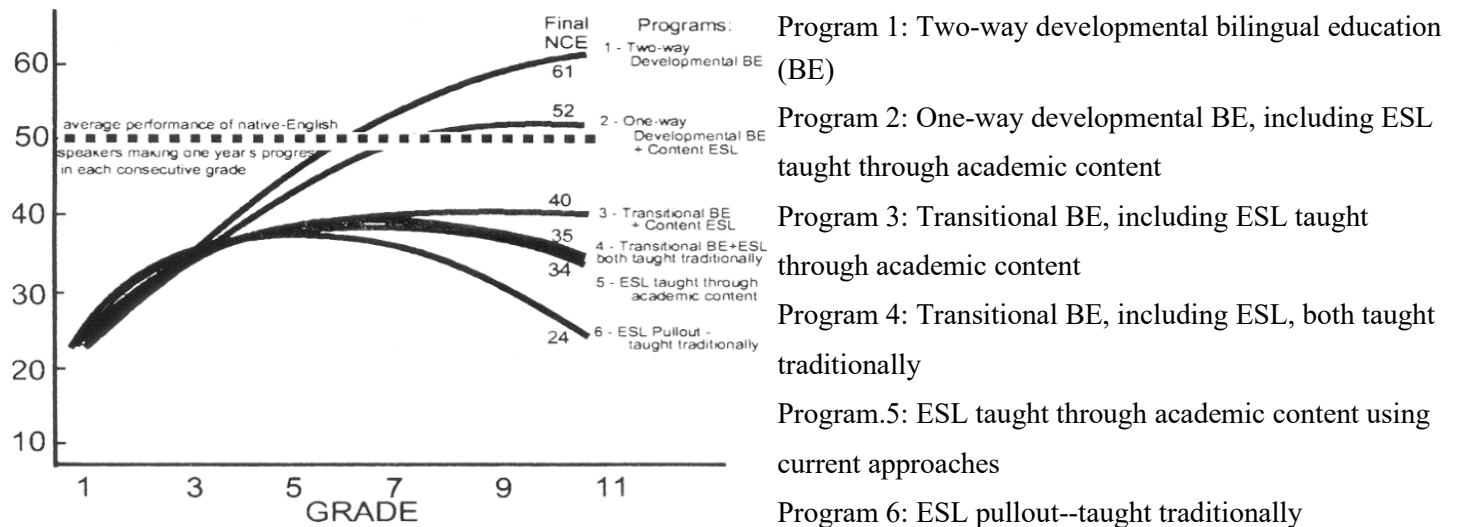 Final
NCE
Programs:
60
61
1 - Two-way
Developmental BE
52
2 - One-way
Developmental BE
+ Content ESL
average performance of native-English
50
speakers making one year's progress
in each consecutive grade
40
40
3 - Transitional BE
+ Content ESL
35
4 - Transitional BE+ESL
both taught traditionally
34
30
5 - ESL taught through
academic content
24
6 - ESL Pullout -
taught traditionally
20
10
1 3 5 7 9 11
GRADE
Program 1: Two-way developmental bilingual education
(BE)
Program 2: One-way developmental BE, including ESL
taught through academic content
Program 3: Transitional BE, including ESL taught
through academic content
Program 4: Transitional BE, including ESL, both taught
traditionally
Program.5: ESL taught through academic content using
current approaches
Program 6: ESL pullout--taught traditionally